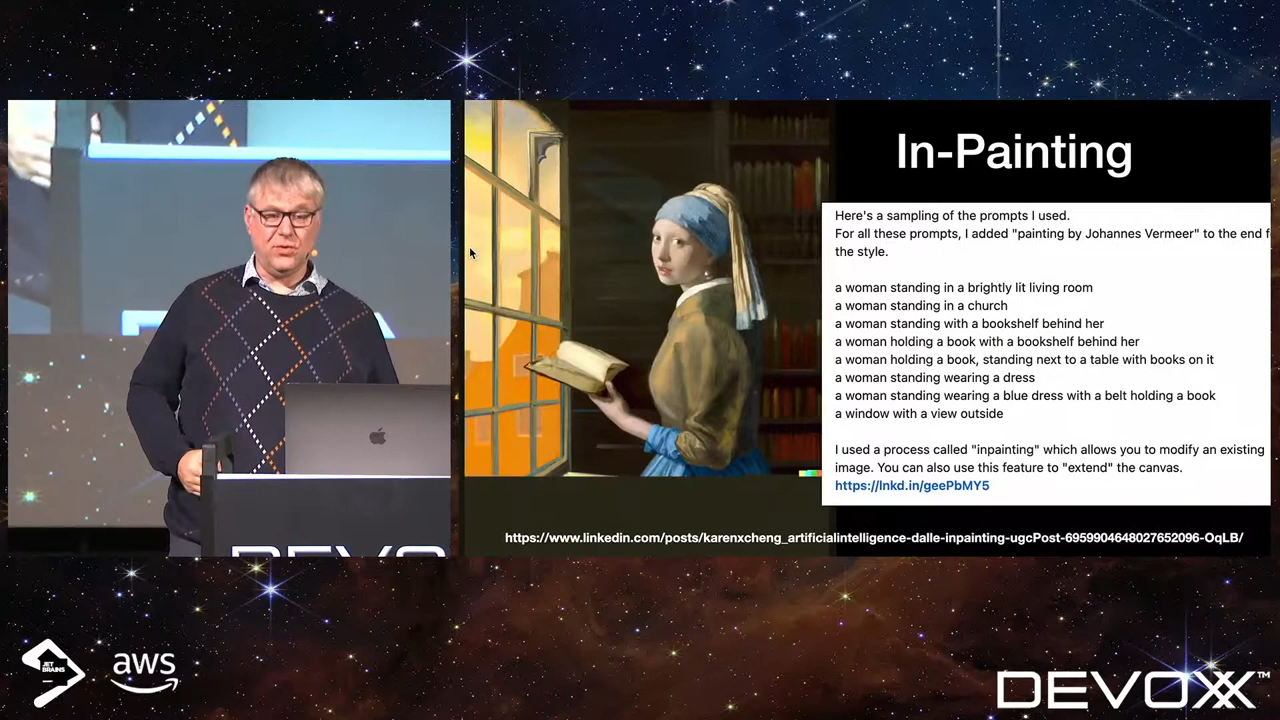 In-Painting
Here's a sampling of the prompts I used.
For all these prompts, I added "painting by Johannes Vermeer" to the end f
the style.
a woman standing in a brightly lit living room
a woman standing in a church
a woman standing with a bookshelf behind her
a woman holding a book with a bookshelf behind her
a woman holding a book, standing next to a table with books on it
a woman standing wearing a dress
a woman standing wearing a blue dress with a belt holding a book
a window with a view outside
I used a process called "inpainting" which allows you to modify an existing
image. You can also use this feature to "extend" the canvas.
https://lnkd.in/geePbMY5
https://www.linkedin.com/posts/karenxcheng_artificialintelligence-dalle-inpainting-ugcPost-6959904648027652096-OqLB/
DEVO
JET
BRAINS
aws
DEVOXX™